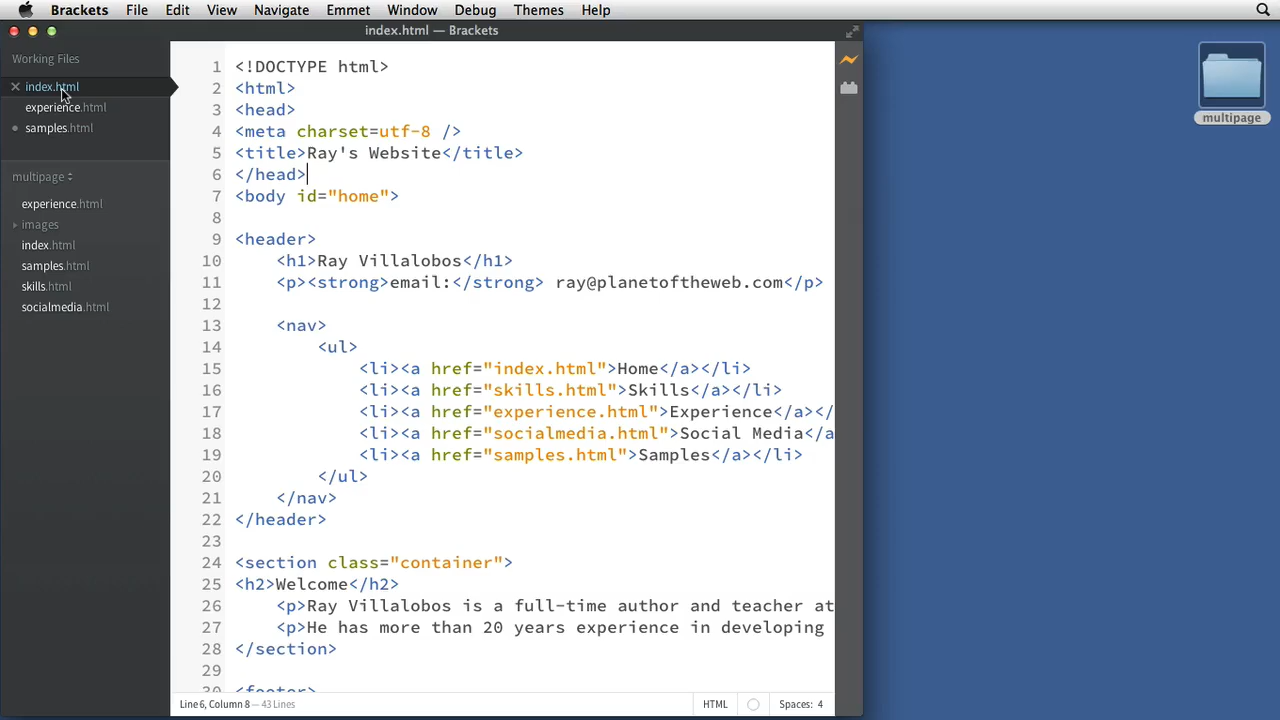 Brackets File Edit View Navigate Emmet Window Debug Themes Help
index.html — Brackets
Working Files
index.html
experience.html
samples.html
multipage
experience.html
images
index.html
samples.html
skills.html
socialmedia.html
1 <!DOCTYPE html>
2 <html>
3 <head>
4 <meta charset=utf-8 />
5 <title>Ray's Website</title>
6 </head>
7 <body id="home">
8
9 <header>
10 <h1>Ray Villalobos</h1>
11 <p><strong>email:</strong> ray@planetoftheweb.com</p>
12
13 <nav>
14 <ul>
15 <li><a href="index.html">Home</a></li>
16 <li><a href="skills.html">Skills</a></li>
17 <li><a href="experience.html">Experience</a></
18 <li><a href="socialmedia.html">Social Media</a
19 <li><a href="samples.html">Samples</a></li>
20 </ul>
21 </nav>
22 </header>
23
24 <section class="container">
25 <h2>Welcome</h2>
26 <p>Ray Villalobos is a full-time author and teacher at
27 <p>He has more than 20 years experience in developing
28 </section>
29
30 <footer>
Line 6, Column 8 — 43 Lines
HTML
Spaces: 4
multipage